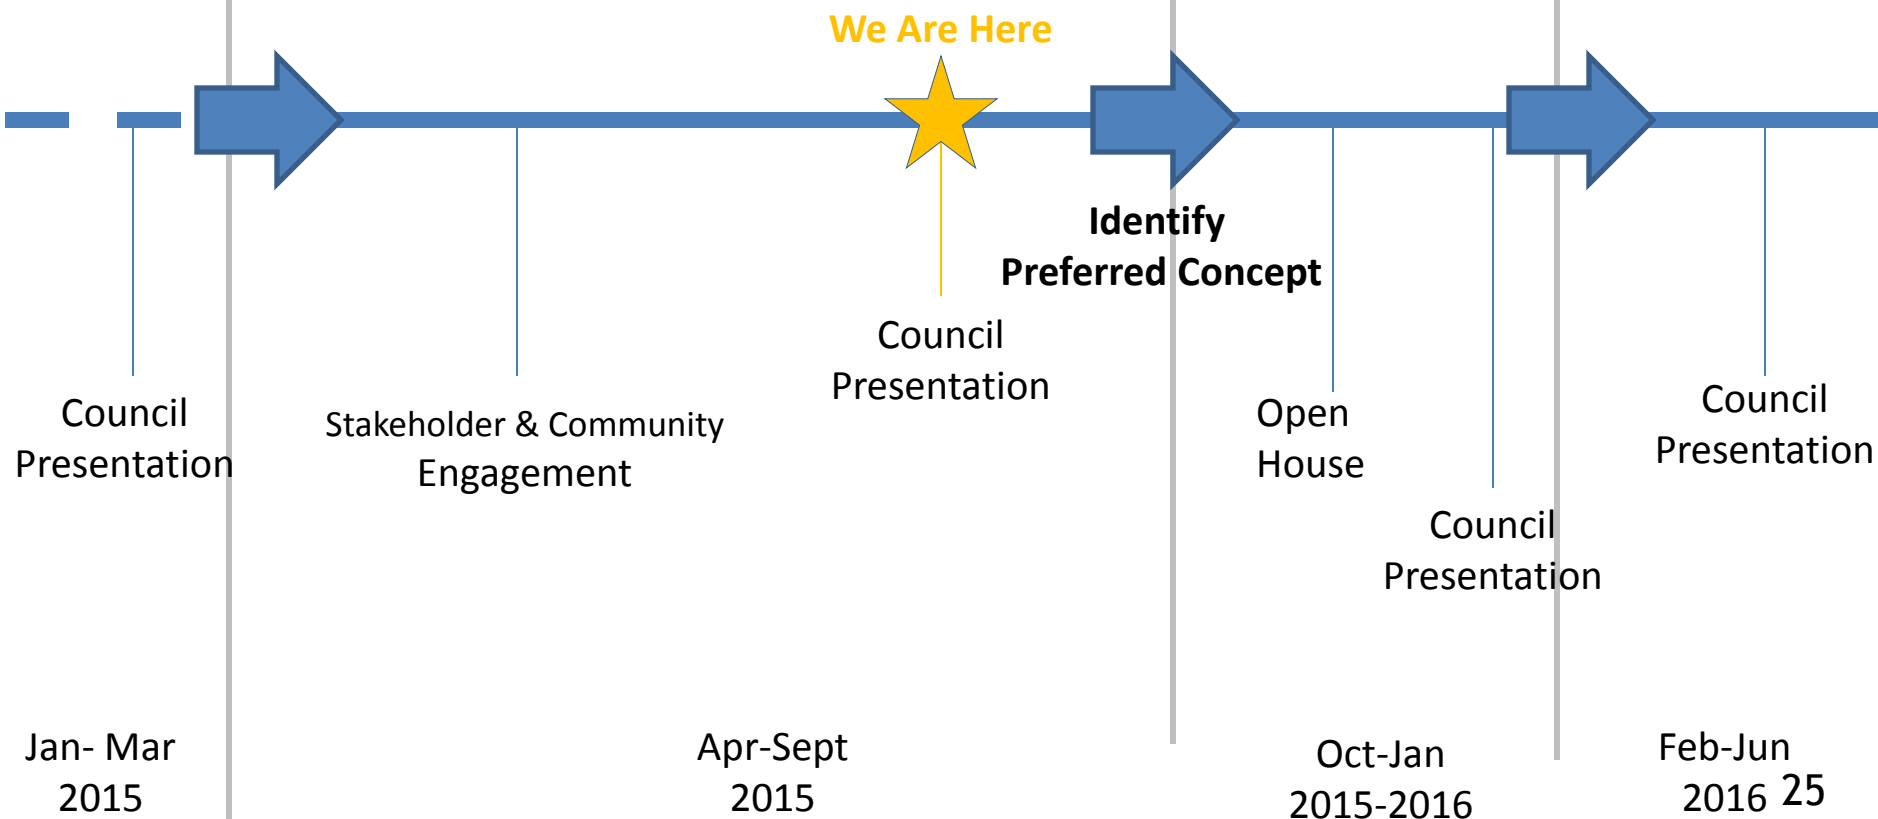 We Are Here
Identify
Preferred Concept
Council
Presentation
Stakeholder & Community
Engagement
Council
Presentation
Open
House
Council
Presentation
Council
Presentation
Jan- Mar
2015
Apr-Sept
2015
Oct-Jan
2015-2016
Feb-Jun
2016
25